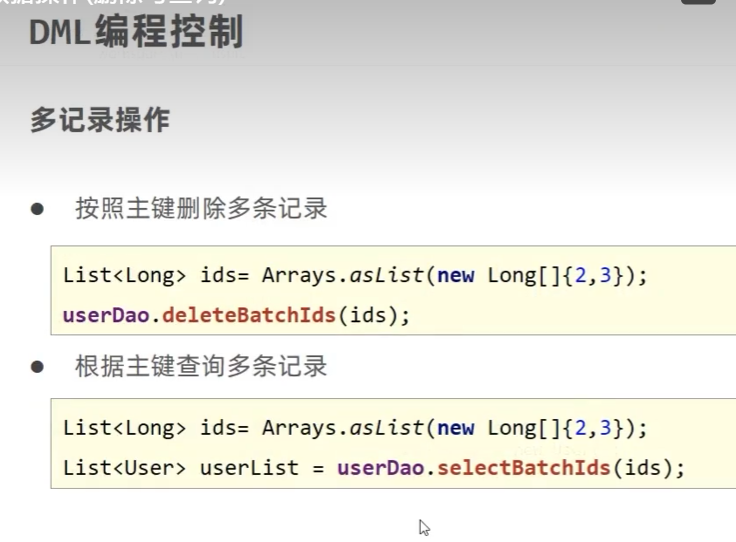 DML编程控制
多记录操作
● 按照主键删除多条记录
List<Long> ids= Arrays.asList(new Long[]{2,3});
userDao.deleteBatchIds(ids);
● 根据主键查询多条记录
List<Long> ids= Arrays.asList(new Long[]{2,3});
List<User> userList = userDao.selectBatchIds(ids);